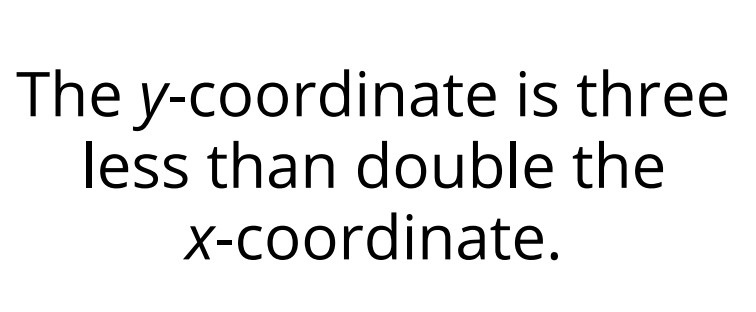 The y-coordinate is three
less than double the
x-coordinate.